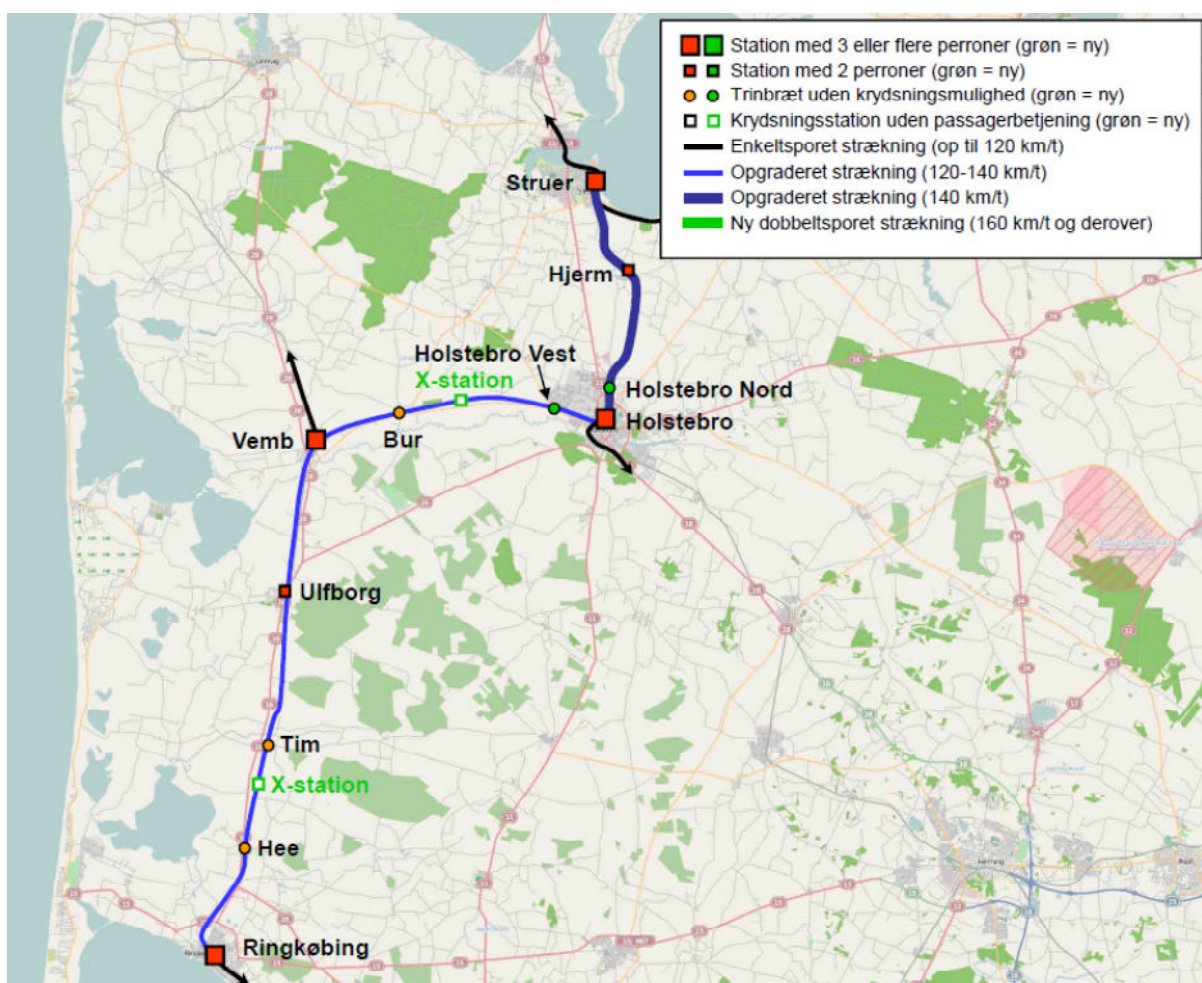 Station med 3 eller flere perroner (grøn = ny)
Station med 2 perroner (grøn = ny)
Trinbræt uden krydsningsmulighed (grøn = ny)
Krydsningsstation uden passagerbetjening (grøn = ny)
Enkeltsporet strækning (op til 120 km/t)
Opgraderet strækning (120-140 km/t)
Opgraderet strækning (140 km/t)
Ny dobbeltsporet strækning (160 km/t og derover)
Struer
Hjerm
Holstebro Vest
X-station
Holstebro Nord
Holstebro
Vemb
Bur
Ulfborg
Tim
X-station
Hee
Herning
Ringkøbing